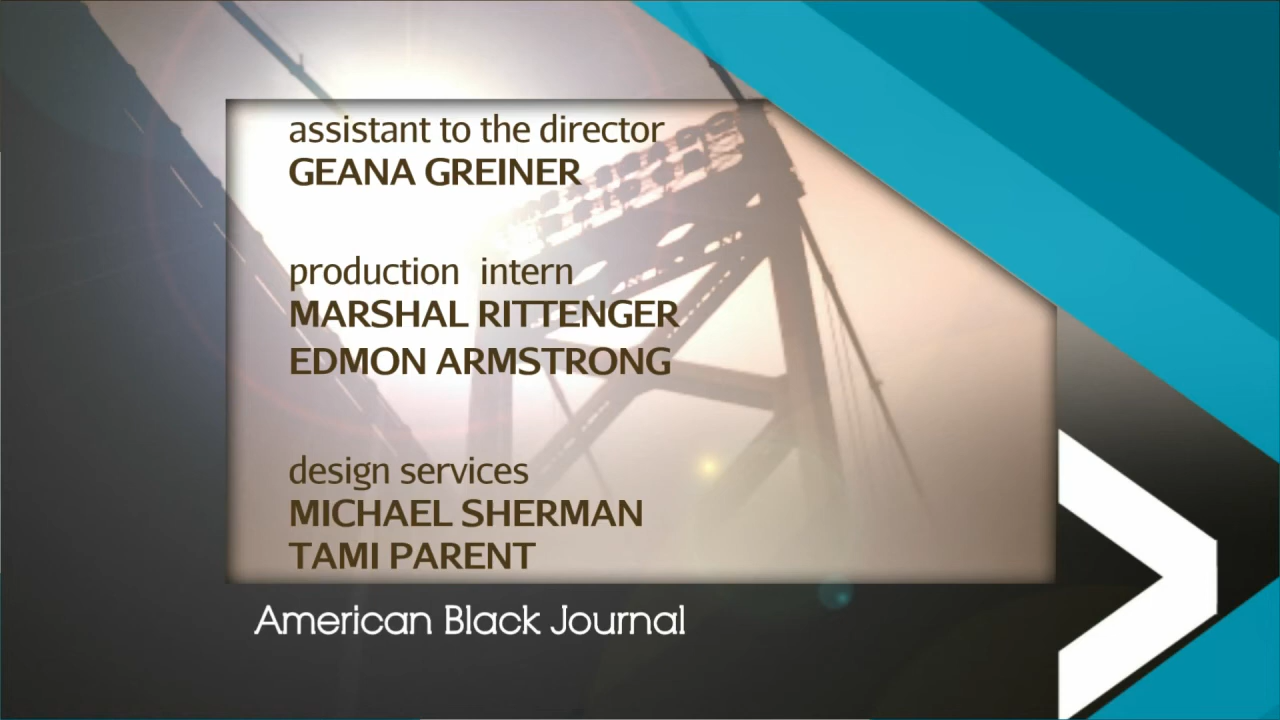 assistant to the director
GEANA GREINER
production intern
MARSHAL RITTENGER
EDMON ARMSTRONG
design services
MICHAEL SHERMAN
TAMI PARENT
American Black Journal